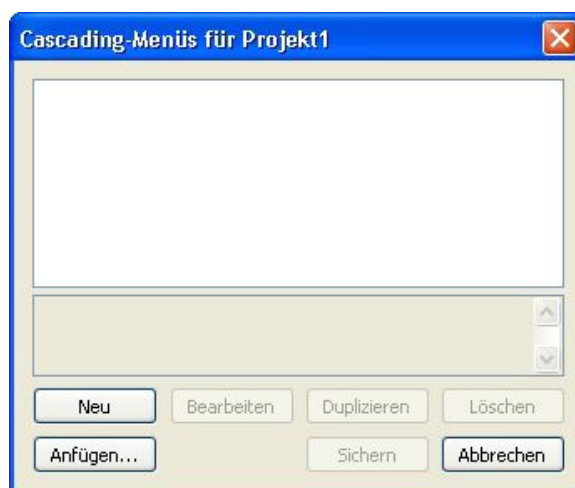 Cascading-Menüs für Projekt1
Neu Bearbeiten Duplizieren Löschen
Anfügen... Sichern Abbrechen